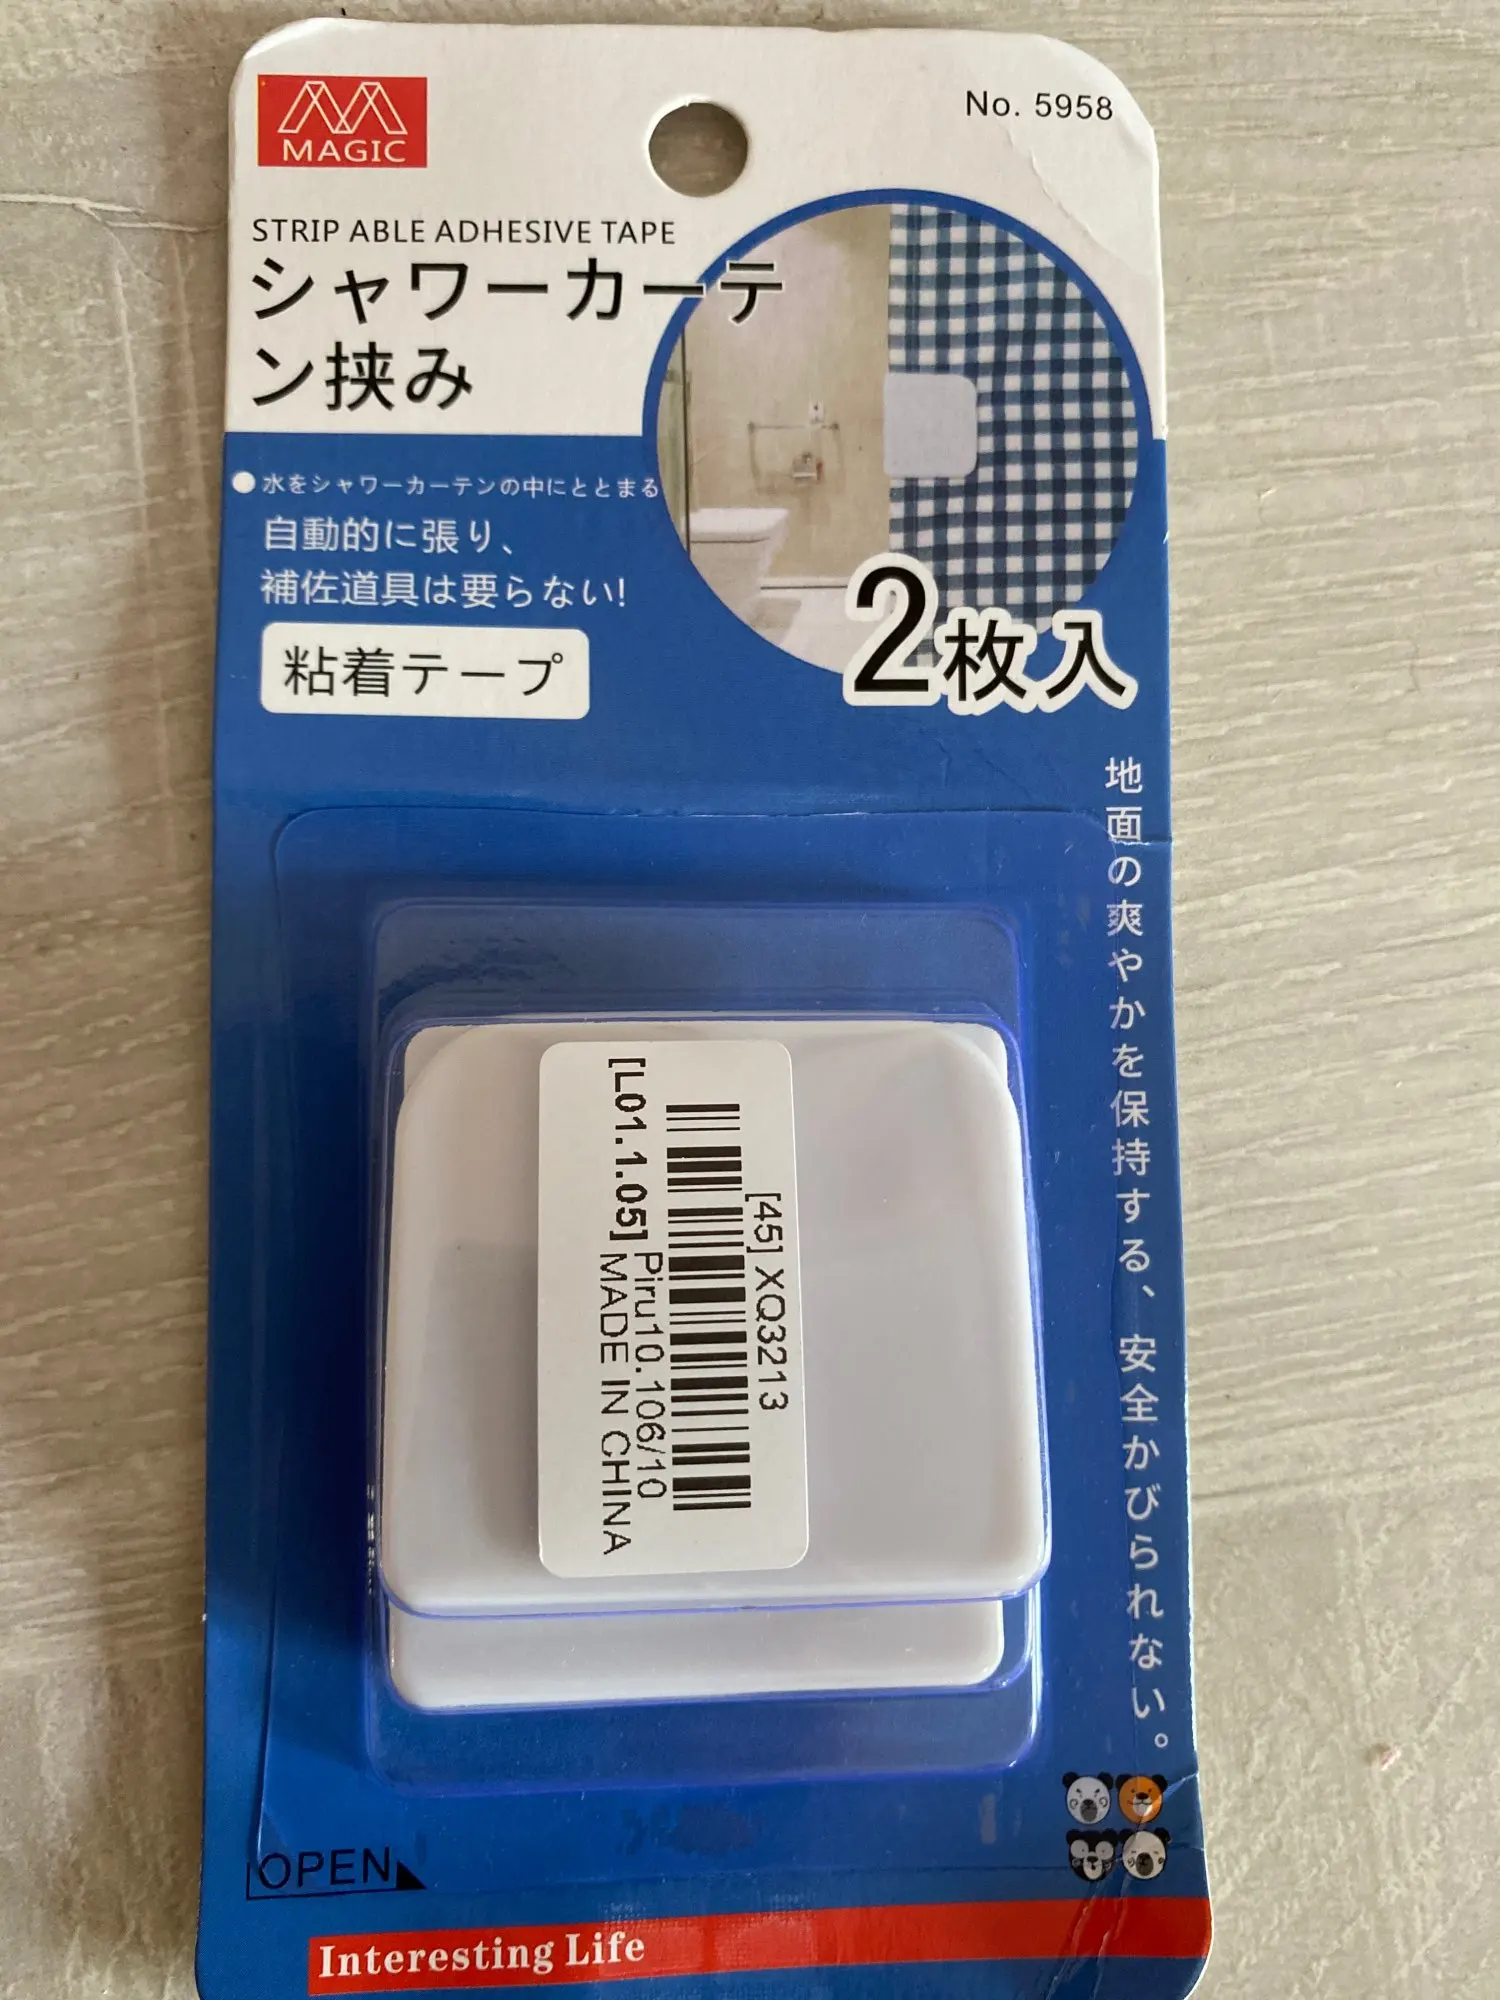 MAGIC
No. 5958
STRIP ABLE ADHESIVE TAPE
シャワーカーテ
ン挟み
水をシャワーカーテンの中にととまる
自動的に張り、
補佐道具は要らない!
粘着テープ
2枚入
地面の爽やかを保持する、安全かびられない。
[45] XQ3213
Piru10.106/10
[L01.1.05] MADE IN CHINA
OPEN
Interesting Life